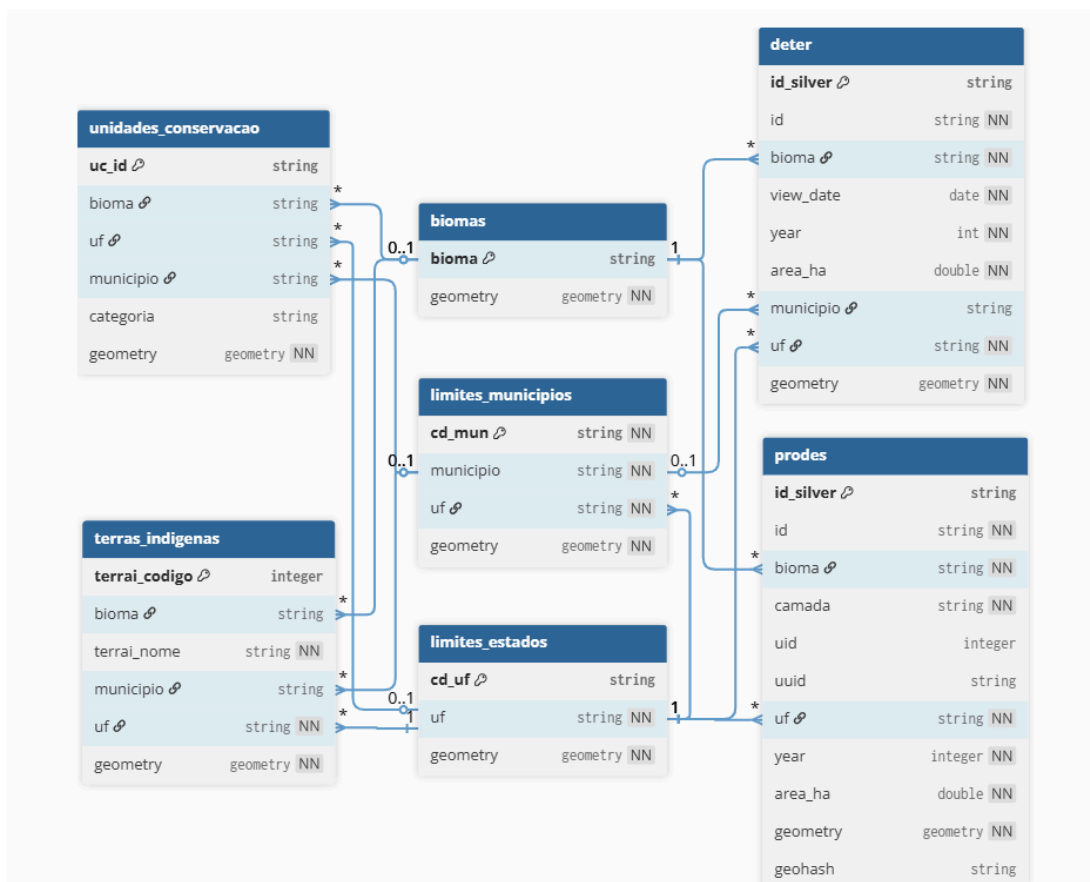 unidades_conservacao
uc_id string
bioma string
uf string
municipio string
categoria string
geometry geometry NN
terras_indigenas
terrai_codigo integer
bioma string
terrai_nome string NN
municipio string
uf string NN
geometry geometry NN
biomas
bioma string
geometry geometry NN
limites_municipios
cd_mun string NN
municipio string NN
uf string NN
geometry geometry NN
limites_estados
cd_uf string
uf string NN
geometry geometry NN
deter
id_silver string
id string NN
bioma string NN
view_date date NN
year int NN
area_ha double NN
municipio string
uf string NN
geometry geometry NN
prodes
id_silver string
id string NN
bioma string NN
camada string NN
uid integer
uuid string
uf string NN
year integer NN
area_ha double NN
geometry geometry NN
geohash string
*
*
*
0..1
1
*
*
*
0..1
0..1
*
*
*
*
*
0..1
1
1
*